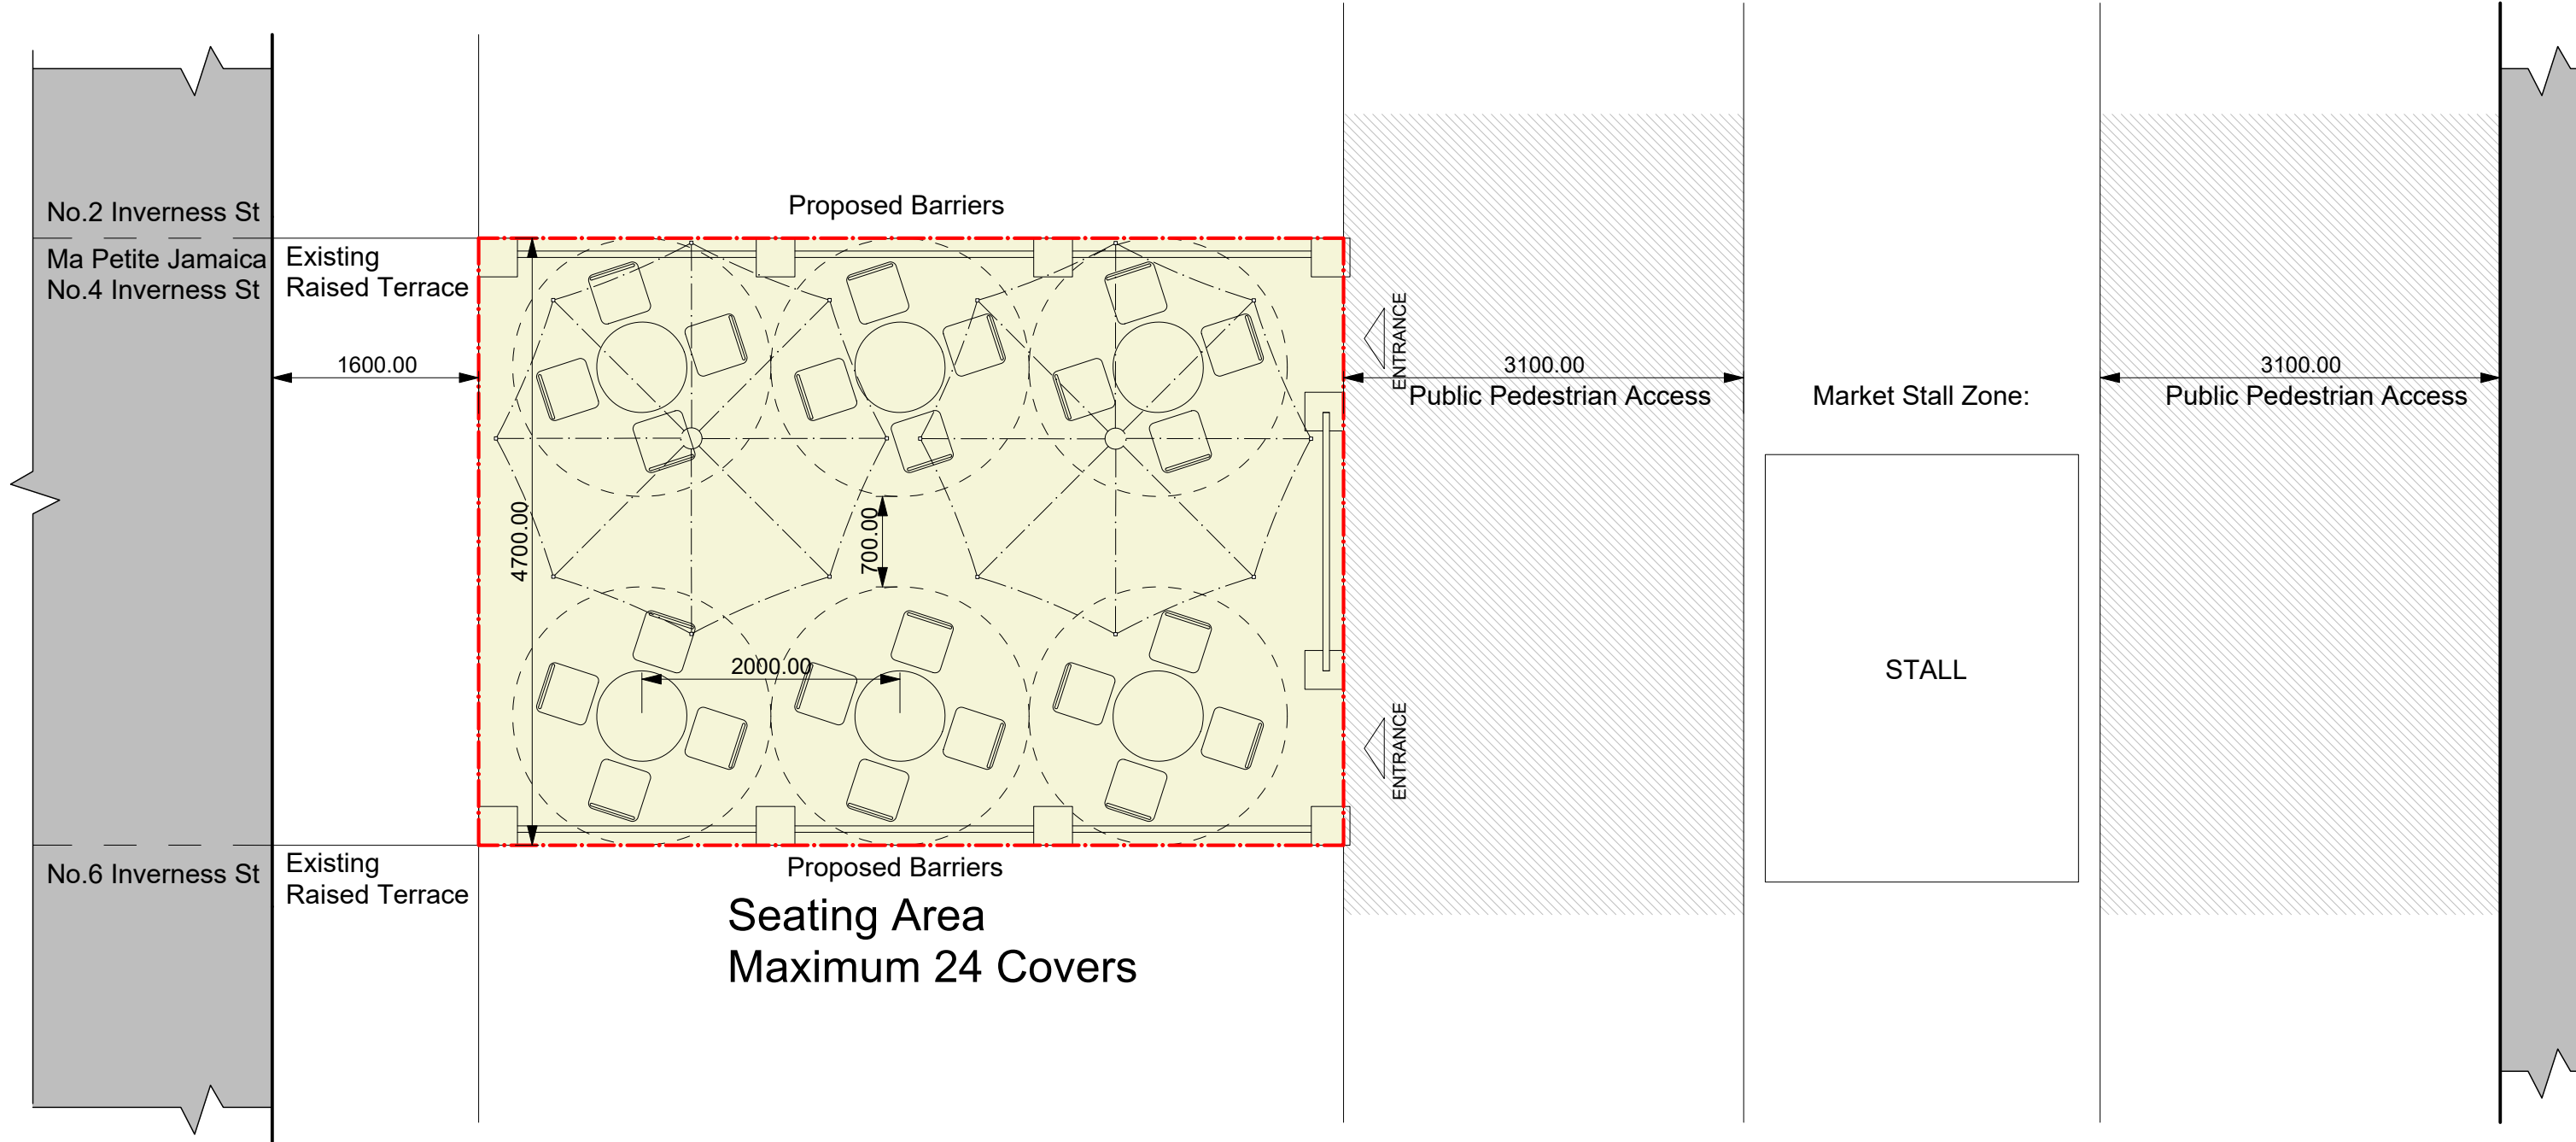 No.2 Inverness St
Ma Petite Jamaica
No.4 Inverness St
Existing
Raised Terrace
1600.00
Proposed Barriers
4700.00
700.00
2000.00
ENTRANCE
ENTRANCE
3100.00
Public Pedestrian Access
Market Stall Zone:
STALL
3100.00
Public Pedestrian Access
No.6 Inverness St
Existing
Raised Terrace
Proposed Barriers
Seating Area
Maximum 24 Covers